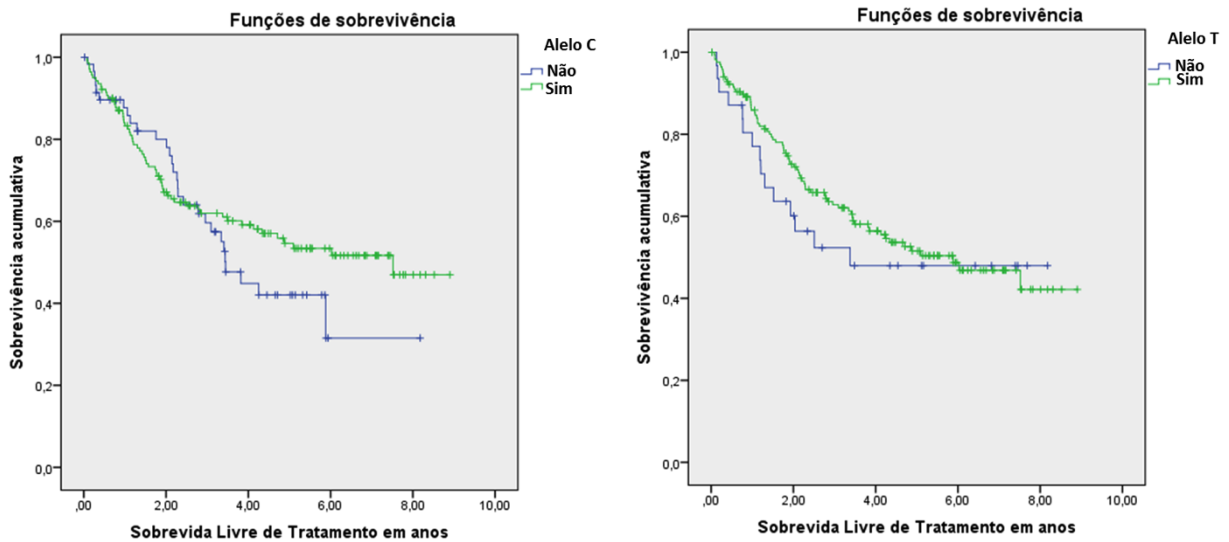 Funções de sobrevivência
Alelo C
Não
Sim
1,0
0,8
0,6
0,4
0,2
0,0
Sobrevivência acumulativa
,00 2,00 4,00 6,00 8,00 10,00
Sobrevida Livre de Tratamento em anos
Funções de sobrevivência
Alelo T
Não
Sim
1,0
0,8
0,6
0,4
0,2
0,0
Sobrevivência acumulativa
,00 2,00 4,00 6,00 8,00 10,00
Sobrevida Livre de Tratamento em anos